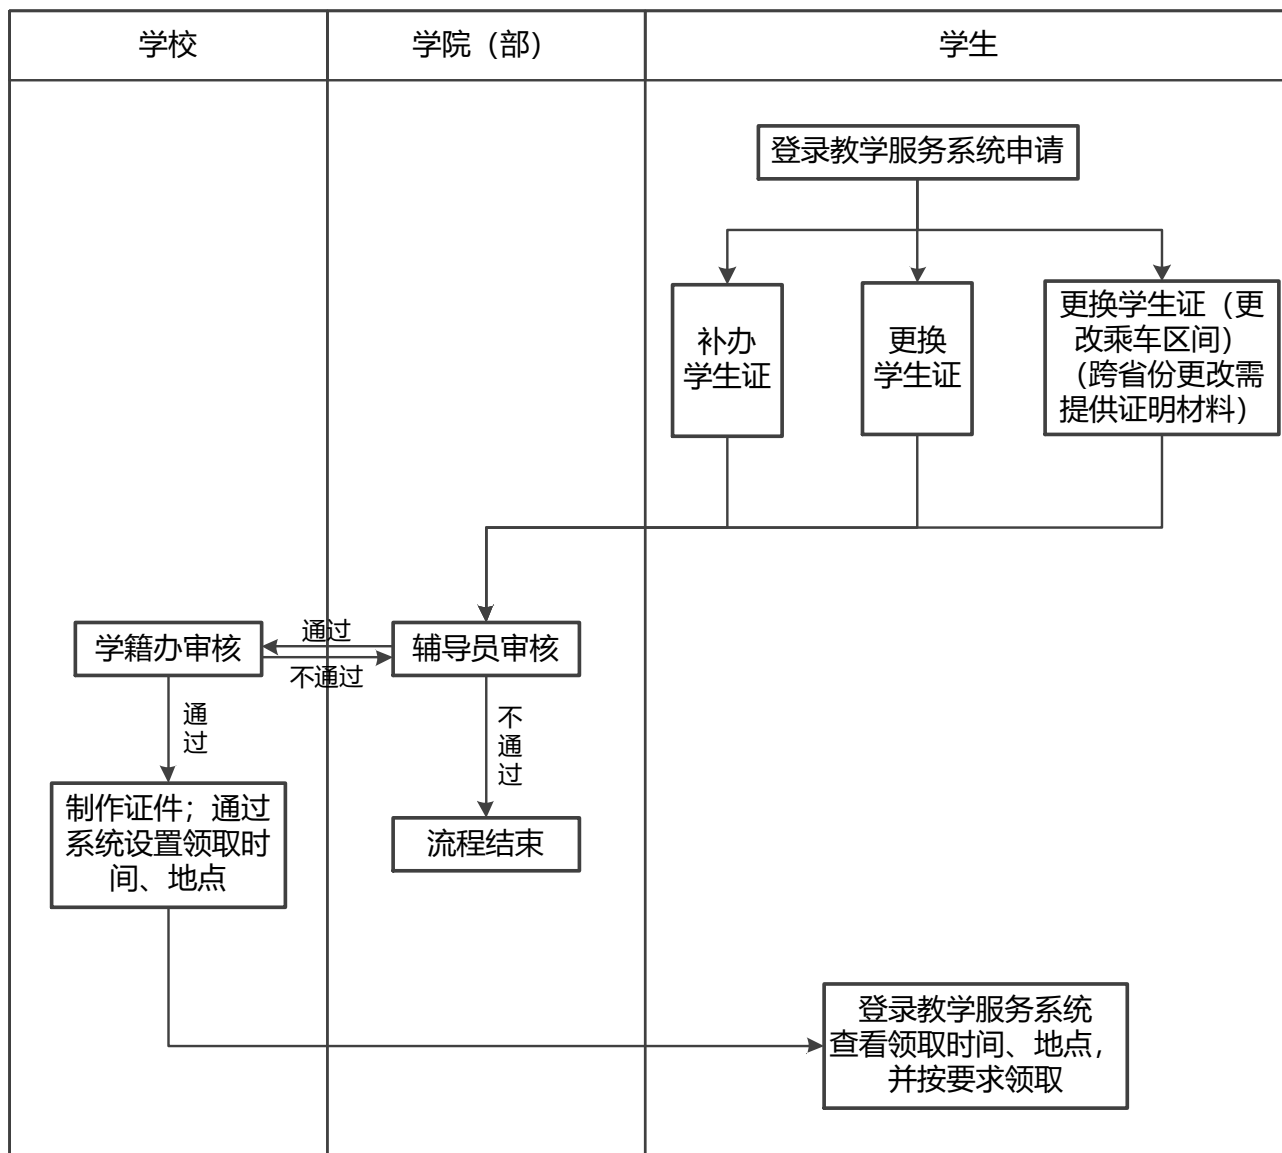 学校
学院（部）
学生
登录教学服务系统申请
补办
学生证
更换
学生证
更换学生证（更
改乘车区间）
（跨省份更改需
提供证明材料）
学籍办审核
通过
不通过
辅导员审核
通
过
不
通
过
制作证件；通过
系统设置领取时
间、地点
流程结束
登录教学服务系统
查看领取时间、地点，
并按要求领取